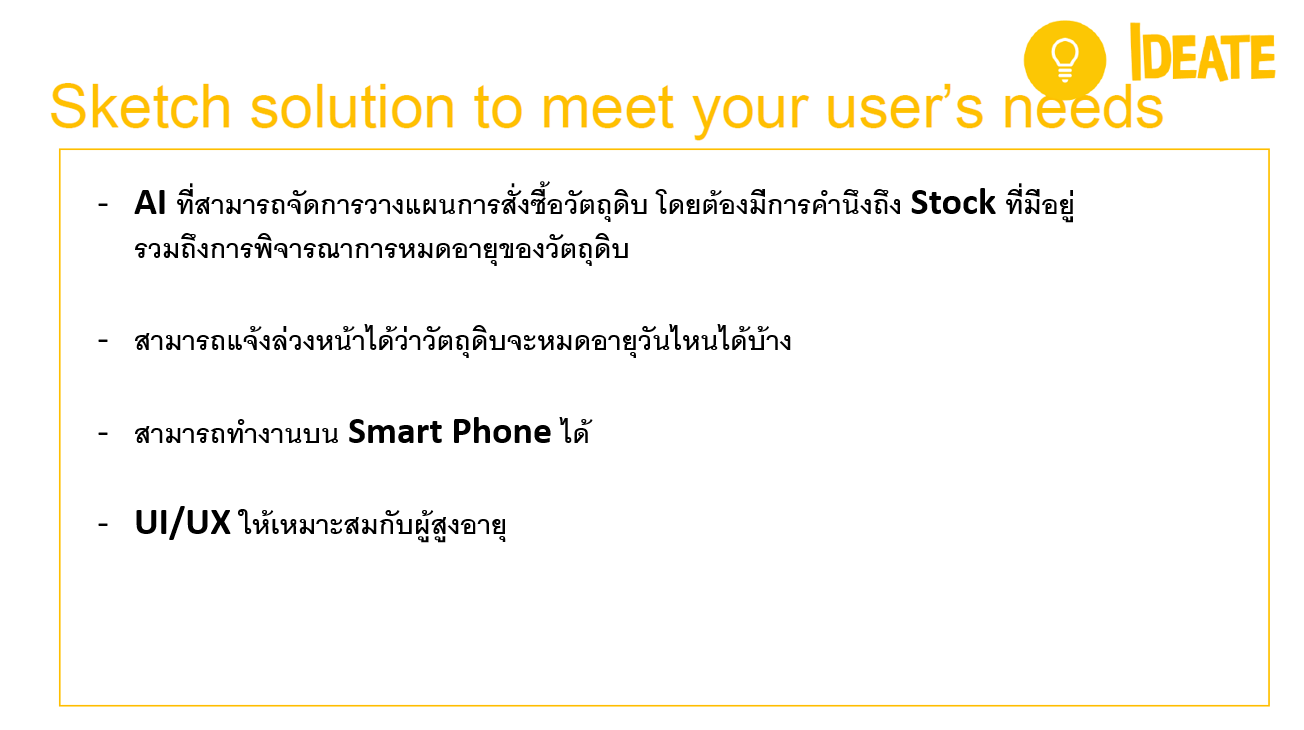 IDEATE
Sketch solution to meet your user’s needs
- AI ที่สามารถจัดการวางแผนการสั่งซื้อวัตถุดิบ โดยต้องมีการคำนึงถึง Stock ที่มีอยู่
รวมถึงการพิจารณาการหมดอายุของวัตถุดิบ
- สามารถแจ้งล่วงหน้าได้ว่าวัตถุดิบจะหมดอายุวันไหนได้บ้าง
- สามารถทำงานบน Smart Phone ได้
- UI/UX ให้เหมาะสมกับผู้สูงอายุ